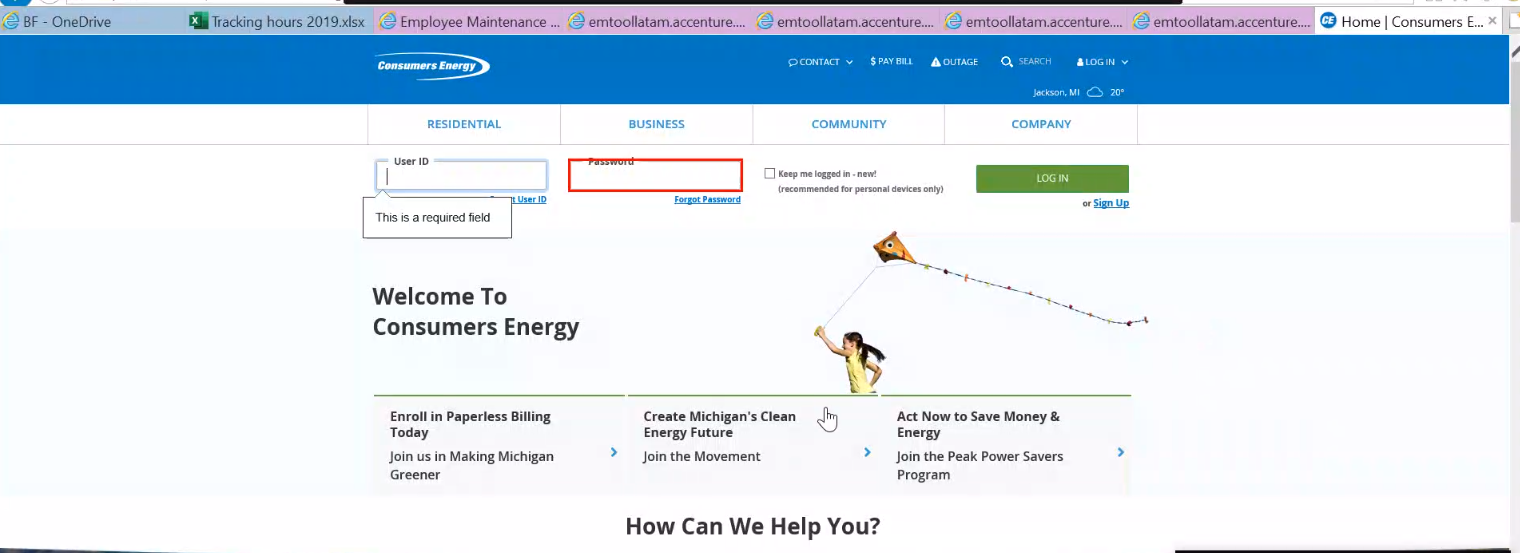 BF - OneDrive
Tracking hours 2019.xlsx
Employee Maintenance ...
emtoollatam.accenture....
emtoollatam.accenture....
emtoollatam.accenture....
emtoollatam.accenture....
CE Home | Consumers E...
Consumers Energy
CONTACT
$ PAY BILL
OUTAGE
SEARCH
LOG IN
Jackson, MI 20°
RESIDENTIAL
BUSINESS
COMMUNITY
COMPANY
User ID
Password
Keep me logged in - new!
(recommended for personal devices only)
LOG IN
User ID
Forgot Password
or Sign Up
This is a required field
Welcome To
Consumers Energy
Enroll in Paperless Billing
Today
Join us in Making Michigan
Greener
Create Michigan's Clean
Energy Future
Join the Movement
Act Now to Save Money &
Energy
Join the Peak Power Savers
Program
How Can We Help You?